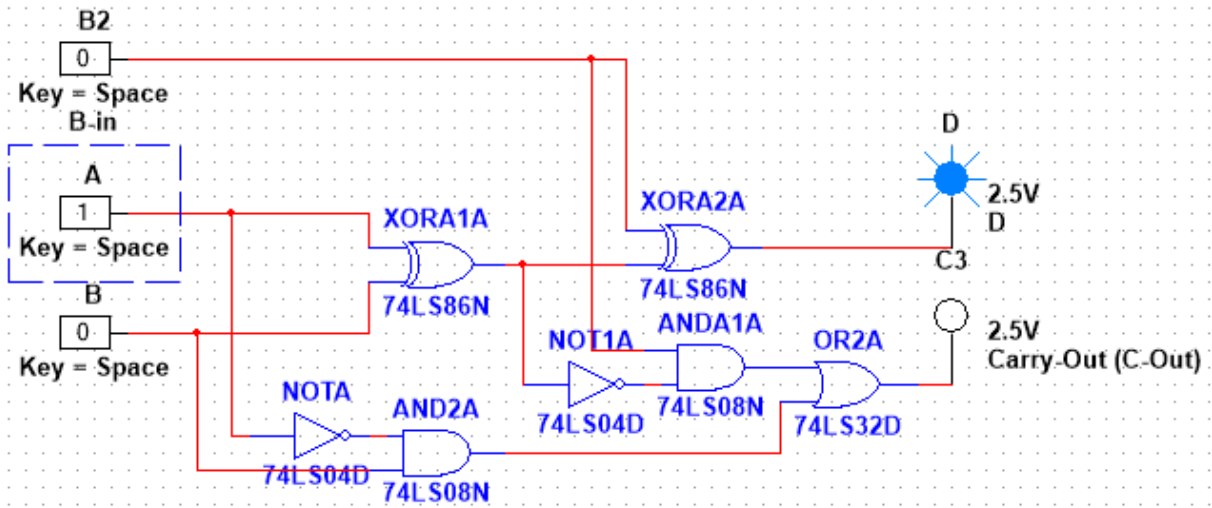 B2
0
Key = Space
B-in
A
1
Key = Space
B
0
Key = Space
XORA1A
74LS86N
XORA2A
74LS86N
D
2.5V
D
C3
2.5V
Carry-Out (C-Out)
NOT1A
74LS04D
ANDA1A
74LS08N
OR2A
74LS32D
NOTA
74LS04D
AND2A
74LS08N